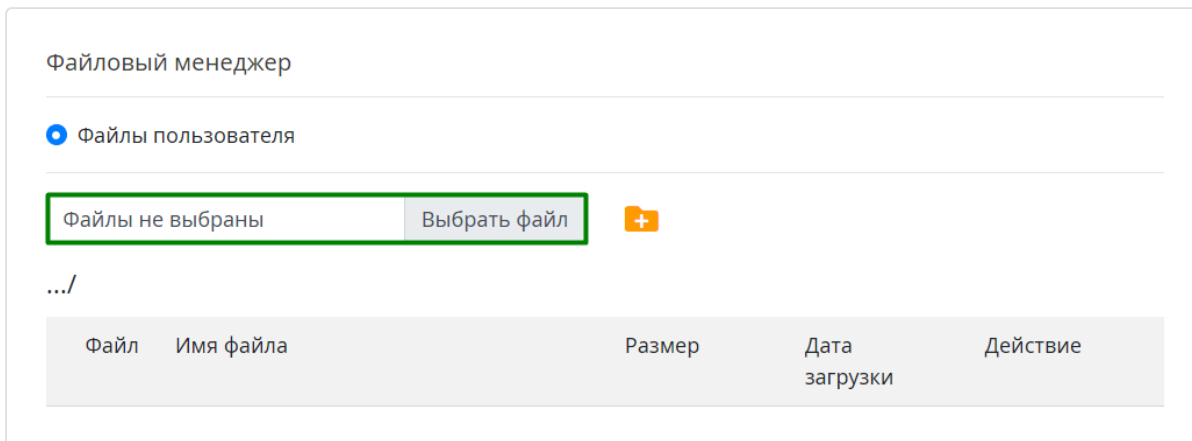 Файловый менеджер
Файлы пользователя
Файлы не выбраны Выбрать файл
.../
Файл Имя файла Размер Дата загрузки Действие